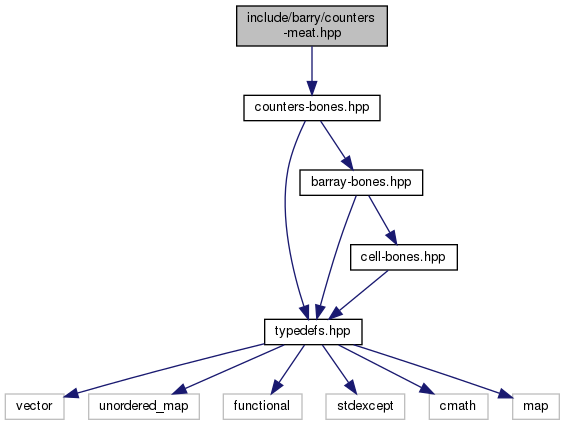 include/barry/counters
-meat.hpp
counters-bones.hpp
barray-bones.hpp
cell-bones.hpp
typedefs.hpp
vector
unordered_map
functional
stdexcept
cmath
map